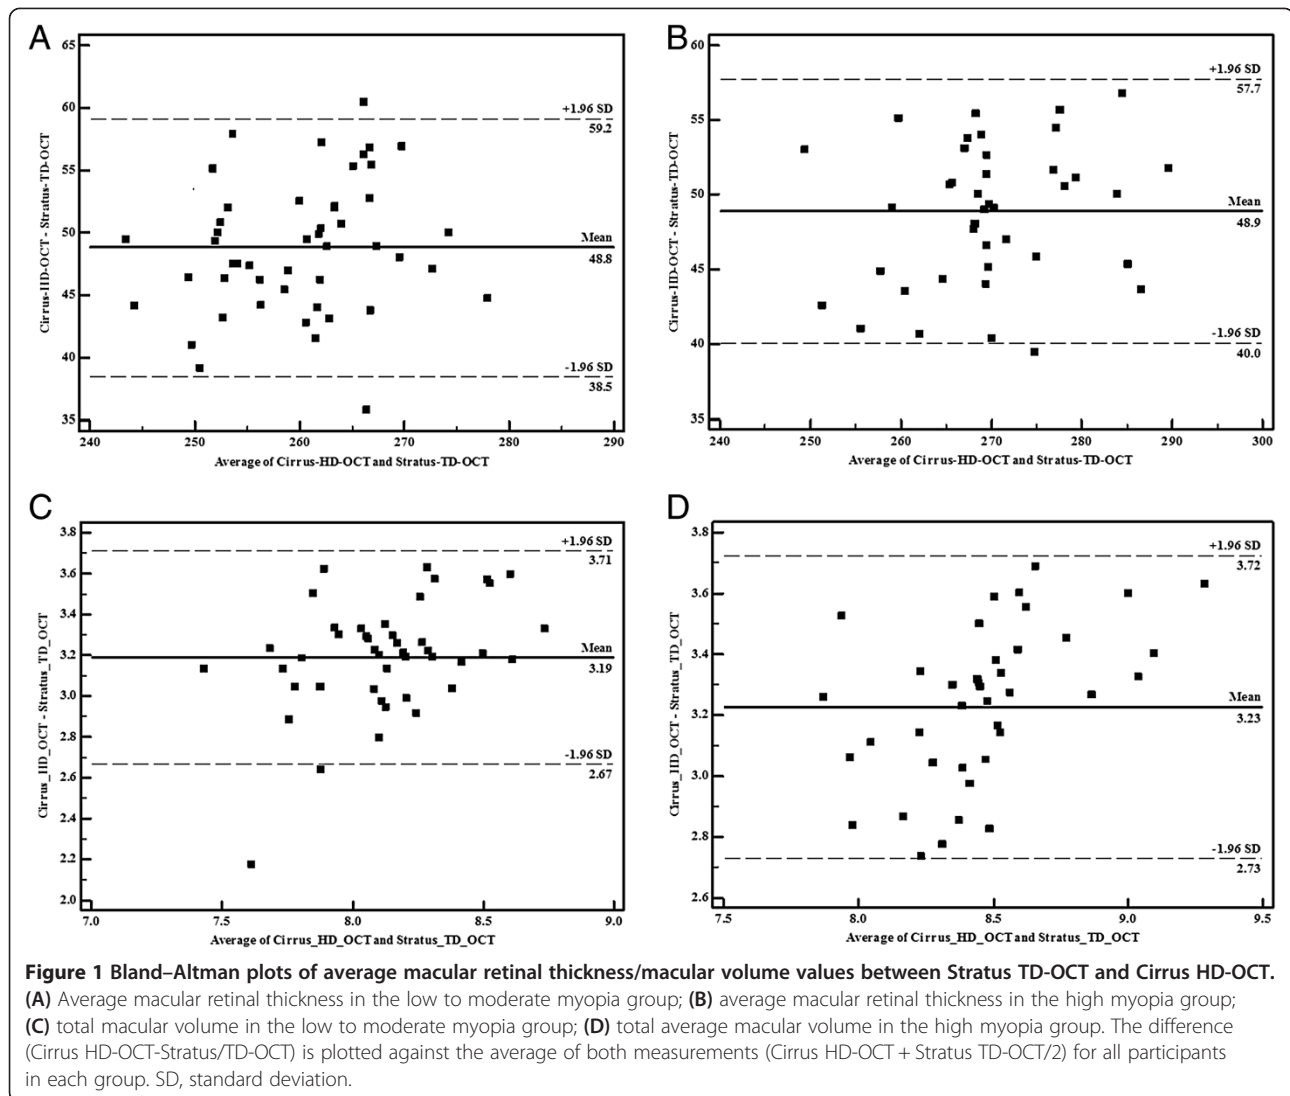 A
65
60
55
50
45
40
35
Cirrus-HD-OCT - Stratus-TD-OCT
+1.96 SD
59.2
Mean
48.8
-1.96 SD
38.5
240 250 260 270 280 290
Average of Cirrus-HD-OCT and Stratus-TD-OCT
B
60
55
50
45
40
35
Cirrus-HD-OCT - Stratus-TD-OCT
+1.96 SD
57.7
Mean
48.9
-1.96 SD
40.0
240 250 260 270 280 290 300
Average of Cirrus-HD-OCT and Stratus-TD-OCT
C
3.8
3.6
3.4
3.2
3.0
2.8
2.6
2.4
2.2
2.0
Cirrus_HD_OCT - Stratus_TD_OCT
+1.96 SD
3.71
Mean
3.19
-1.96 SD
2.67
7.0 7.5 8.0 8.5 9.0
Average of Cirrus_HD_OCT and Stratus_TD_OCT
D
3.8
3.6
3.4
3.2
3.0
2.8
2.6
Cirrus_HD_OCT - Stratus_TD_OCT
+1.96 SD
3.72
Mean
3.23
-1.96 SD
2.73
7.5 8.0 8.5 9.0 9.5
Average of Cirrus_HD_OCT and Stratus_TD_OCT
Figure 1 Bland–Altman plots of average macular retinal thickness/macular volume values between Stratus TD-OCT and Cirrus HD-OCT.
(A) Average macular retinal thickness in the low to moderate myopia group; (B) average macular retinal thickness in the high myopia group;
(C) total macular volume in the low to moderate myopia group; (D) total average macular volume in the high myopia group. The difference
(Cirrus HD-OCT-Stratus/TD-OCT) is plotted against the average of both measurements (Cirrus HD-OCT + Stratus TD-OCT/2) for all participants
in each group. SD, standard deviation.